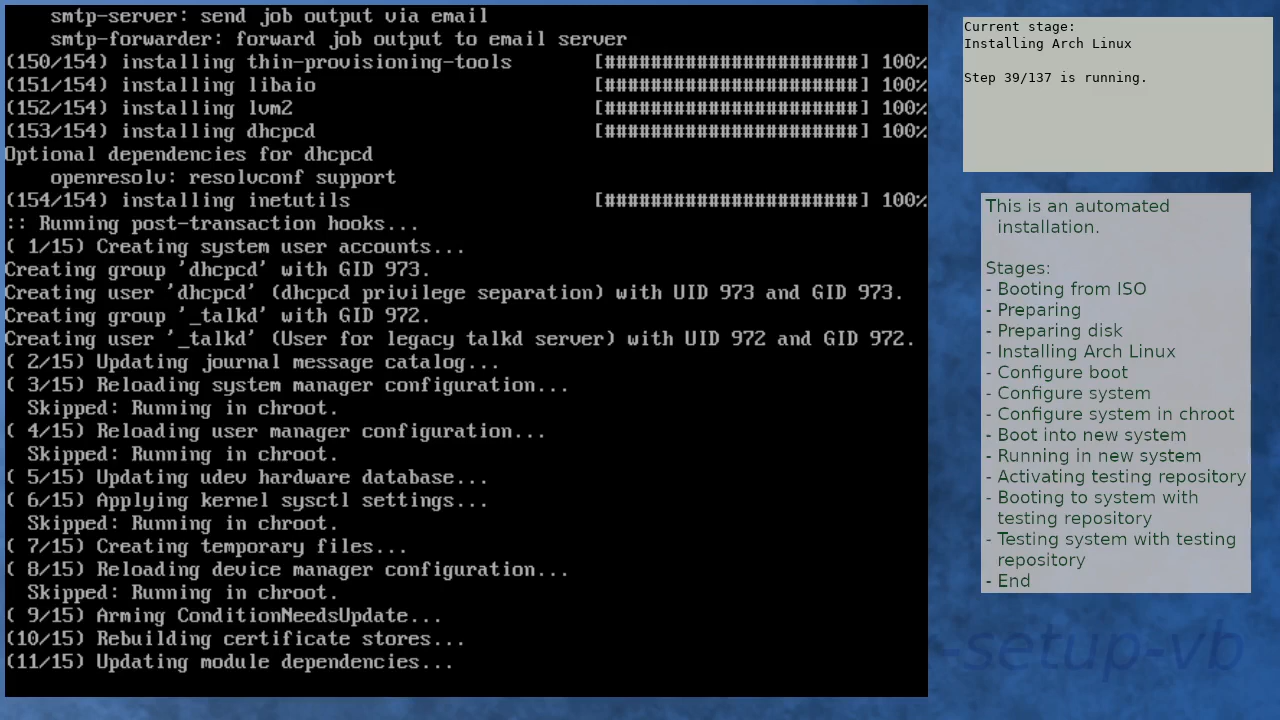 smtp-server: send job output via email
    smtp-forwarder: forward job output to email server
(150/154) installing thin-provisioning-tools       [######################] 100%
(151/154) installing libaio                        [######################] 100%
(152/154) installing lvm2                          [######################] 100%
(153/154) installing dhcpcd                        [######################] 100%
Optional dependencies for dhcpcd
    openresolv: resolvconf support
(154/154) installing inetutils                     [######################] 100%
:: Running post-transaction hooks...
( 1/15) Creating system user accounts...
Creating group 'dhcpcd' with GID 973.
Creating user 'dhcpcd' (dhcpcd privilege separation) with UID 973 and GID 973.
Creating group '_talkd' with GID 972.
Creating user '_talkd' (User for legacy talkd server) with UID 972 and GID 972.
( 2/15) Updating journal message catalog...
( 3/15) Reloading system manager configuration...
  Skipped: Running in chroot.
( 4/15) Reloading user manager configuration...
  Skipped: Running in chroot.
( 5/15) Updating udev hardware database...
( 6/15) Applying kernel sysctl settings...
  Skipped: Running in chroot.
( 7/15) Creating temporary files...
( 8/15) Reloading device manager configuration...
  Skipped: Running in chroot.
( 9/15) Arming ConditionNeedsUpdate...
(10/15) Rebuilding certificate stores...
(11/15) Updating module dependencies...
Current stage:
Installing Arch Linux
Step 39/137 is running.
This is an automated
installation.
Stages:
- Booting from ISO
- Preparing
- Preparing disk
- Installing Arch Linux
- Configure boot
- Configure system
- Configure system in chroot
- Boot into new system
- Running in new system
- Activating testing repository
- Booting to system with
testing repository
- Testing system with testing
repository
- End
-setup-vb